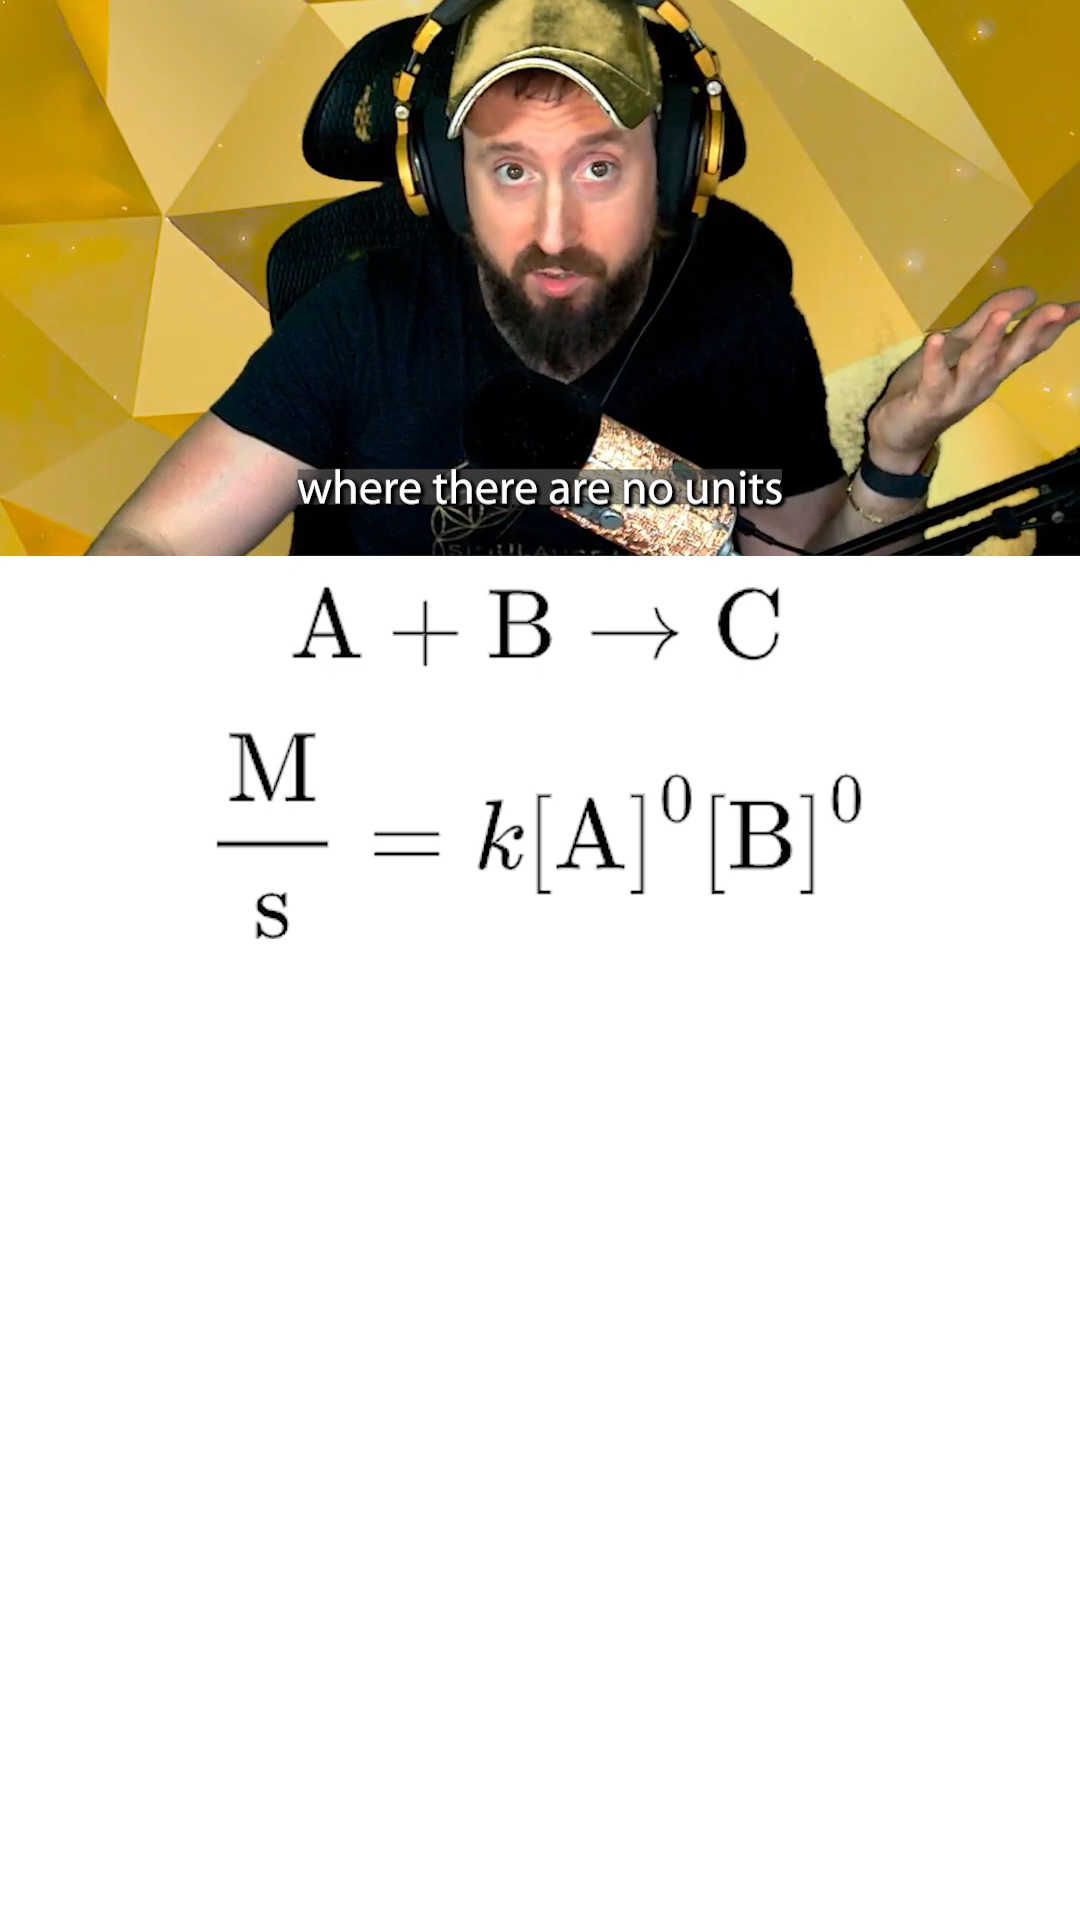 where there are no units
A + B → C
M/s = k[A]⁰[B]⁰